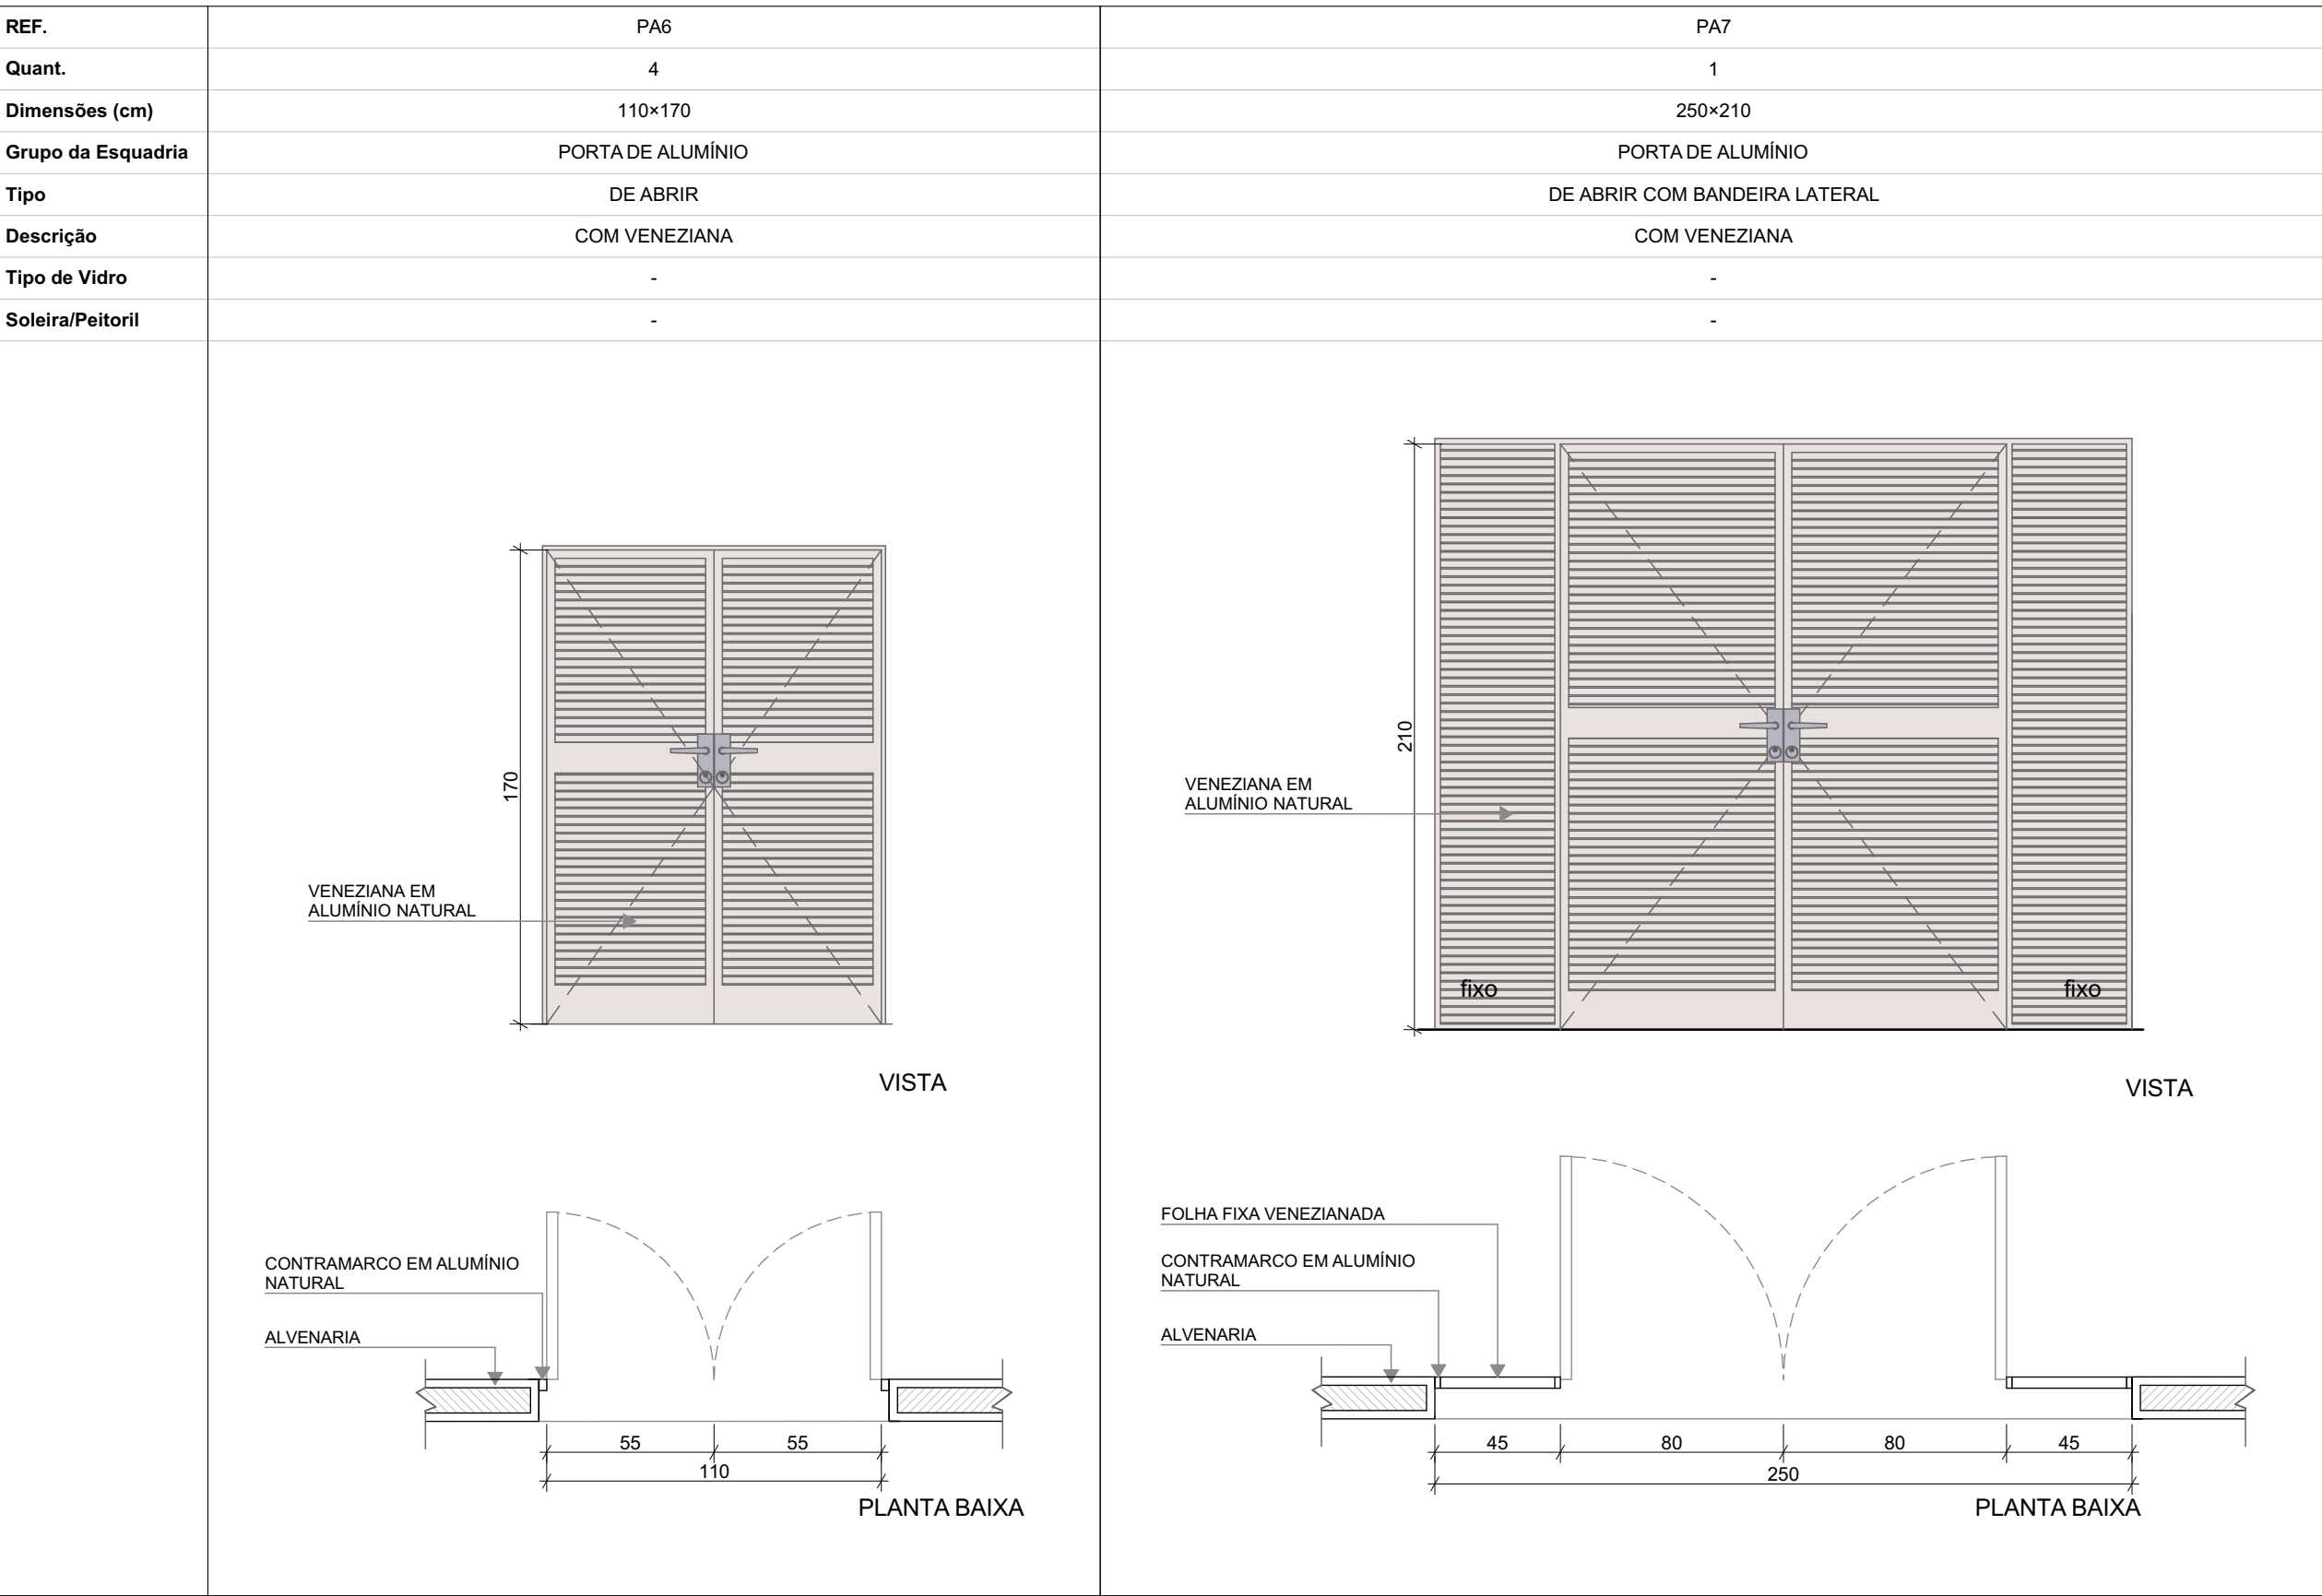 REF. PA6 PA7
Quant. 4 1
Dimensões (cm) 110×170 250×210
Grupo da Esquadria PORTA DE ALUMÍNIO PORTA DE ALUMÍNIO
Tipo DE ABRIR DE ABRIR COM BANDEIRA LATERAL
Descrição COM VENEZIANA COM VENEZIANA
Tipo de Vidro - -
Soleira/Peitoril - -
170
VENEZIANA EM
ALUMÍNIO NATURAL
VISTA
CONTRAMARCO EM ALUMÍNIO
NATURAL
ALVENARIA
55 55
110
PLANTA BAIXA
210
VENEZIANA EM
ALUMÍNIO NATURAL
fixo fixo
VISTA
FOLHA FIXA VENEZIANADA
CONTRAMARCO EM ALUMÍNIO
NATURAL
ALVENARIA
45 80 80 45
250
PLANTA BAIXA